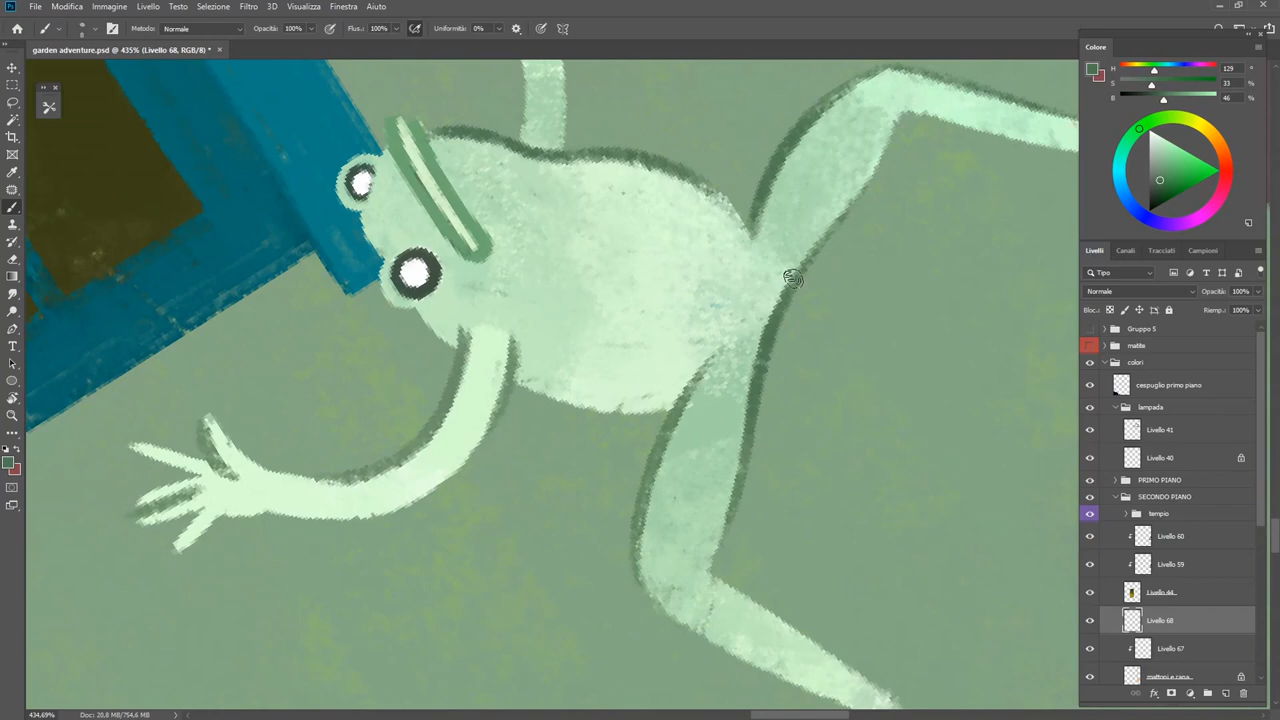 File Modifica Immagine Livello Testo Selezione Filtro 3D Visualizza Finestra Aiuto
8 Metodo: Normale Opacità: 100% Flus.: 100% Uniformità: 0%
garden adventure.psd @ 435% (Livello 68, RGB/8) * ×
Colore
H 129 °
S 33 %
B 46 %
Livelli Canali Tracciati Campioni
Tipo
Normale Opacità: 100%
Bloc.: Riemp.: 100%
Gruppo 5
matite
colori
cespuglio primo piano
lampada
Livello 41
Livello 40
PRIMO PIANO
SECONDO PIANO
tempio
Livello 60
Livello 59
Livello 44
Livello 68
Livello 67
mattoni e cana...
434,69% Doc: 20,8 MB/754,6 MB